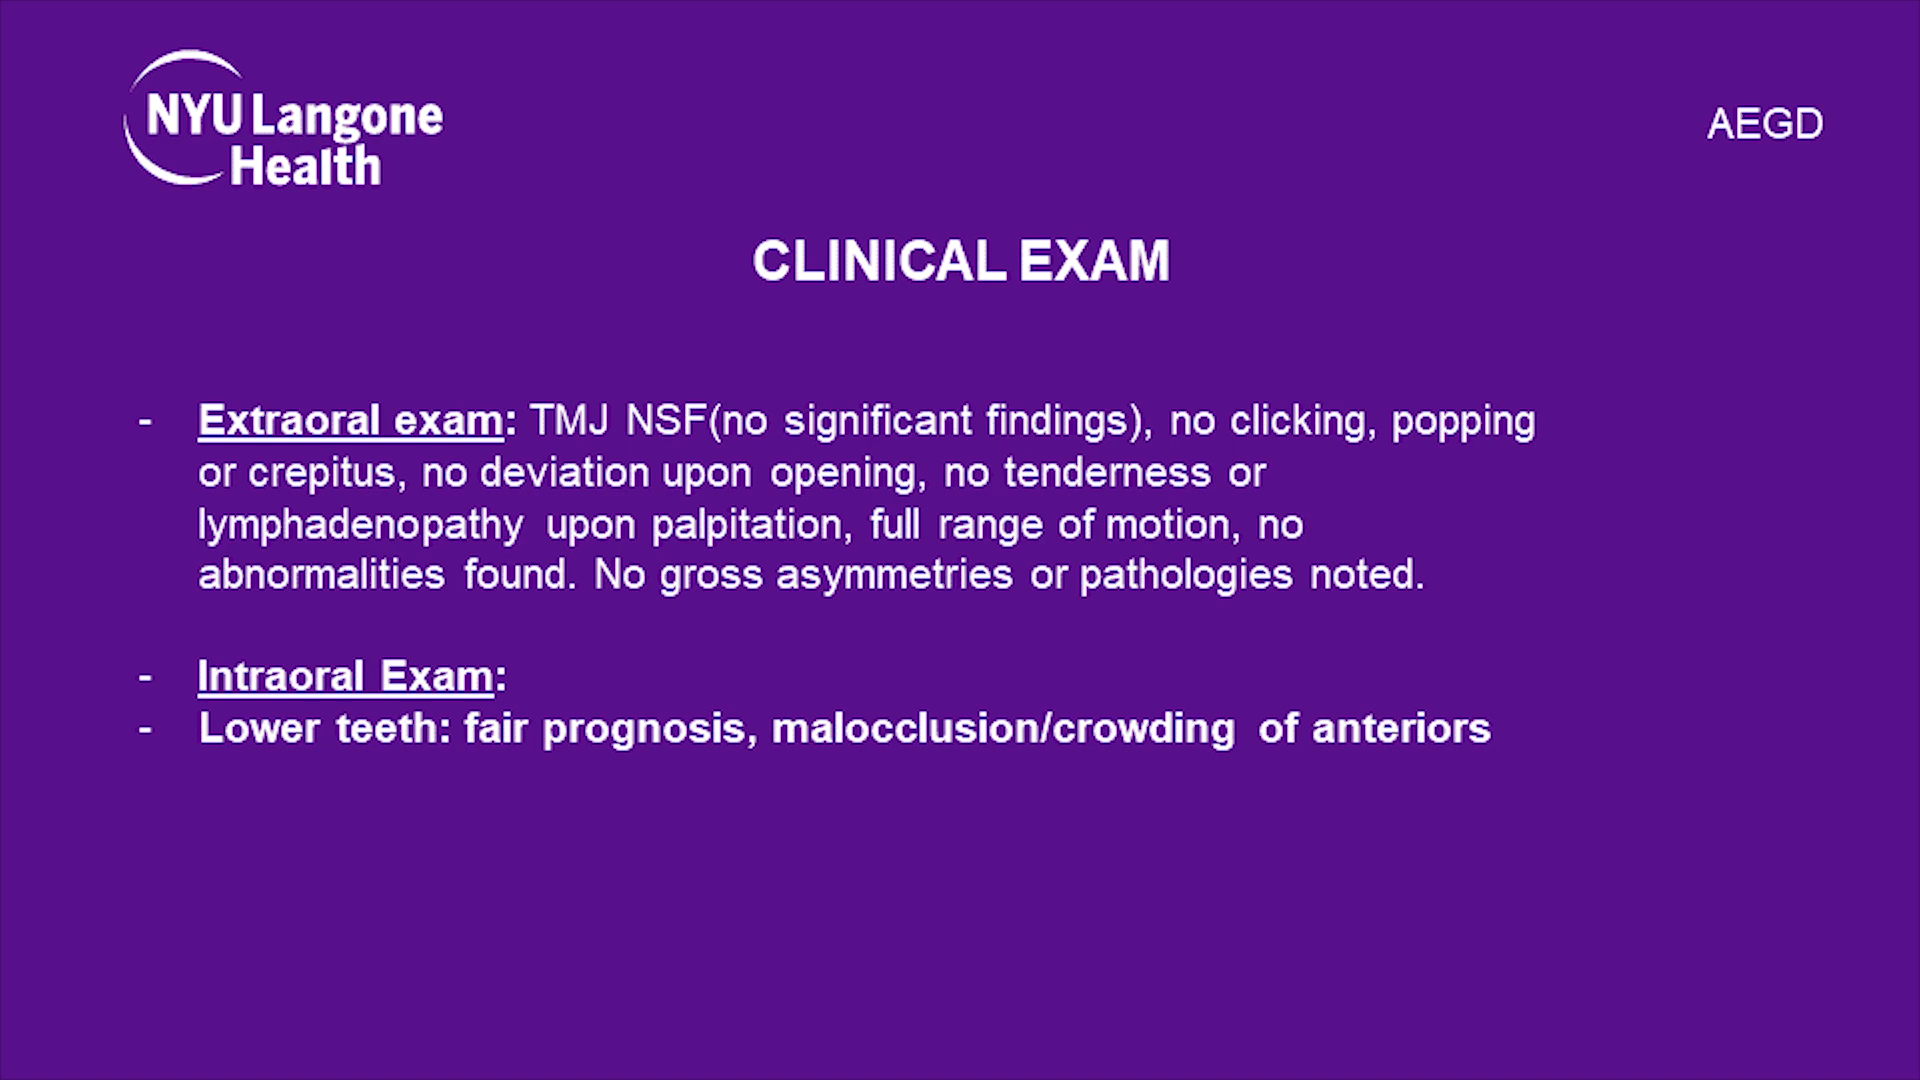 NYU Langone
Health
AEGD
CLINICAL EXAM
- Extraoral exam: TMJ NSF(no significant findings), no clicking, popping
or crepitus, no deviation upon opening, no tenderness or
lymphadenopathy upon palpitation, full range of motion, no
abnormalities found. No gross asymmetries or pathologies noted.
- Intraoral Exam:
- Lower teeth: fair prognosis, malocclusion/crowding of anteriors